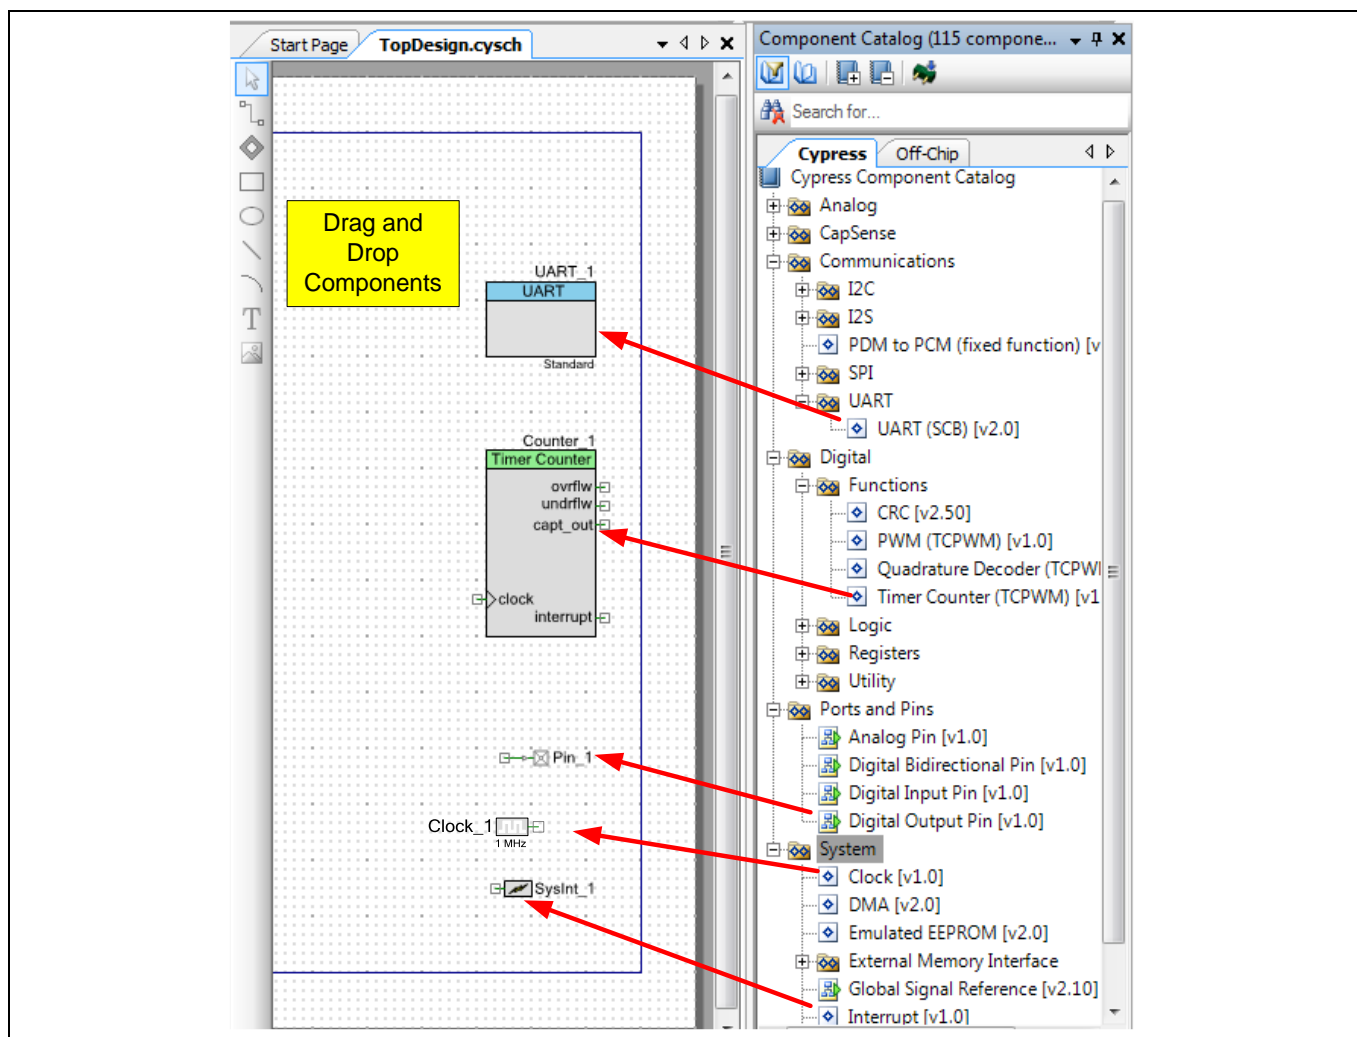 Start Page
TopDesign.cysch
Drag and
Drop
Components
UART_1
UART
Standard
Counter_1
Timer Counter
ovrflw
undrflw
capt_out
clock
interrupt
Pin_1
Clock_1
1 MHz
SysInt_1
T
Component Catalog (115 compone...
Search for...
Cypress
Off-Chip
Cypress Component Catalog
Analog
CapSense
Communications
I2C
I2S
PDM to PCM (fixed function) [v
SPI
UART
UART (SCB) [v2.0]
Digital
Functions
CRC [v2.50]
PWM (TCPWM) [v1.0]
Quadrature Decoder (TCPWI
Timer Counter (TCPWM) [v1
Logic
Registers
Utility
Ports and Pins
Analog Pin [v1.0]
Digital Bidirectional Pin [v1.0]
Digital Input Pin [v1.0]
Digital Output Pin [v1.0]
System
Clock [v1.0]
DMA [v2.0]
Emulated EEPROM [v2.0]
External Memory Interface
Global Signal Reference [v2.10]
Interrupt [v1.0]